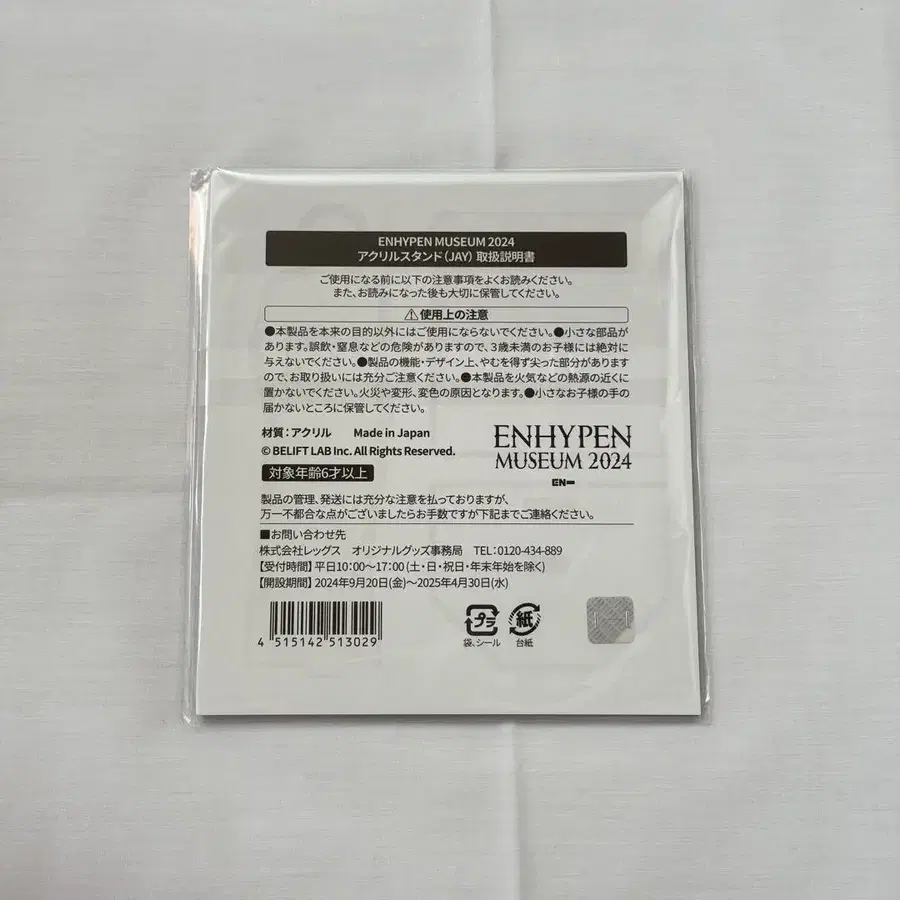 ENHYPEN MUSEUM 2024
アクリルスタンド（JAY） 取扱説明書
ご使用になる前に以下の注意事項をよくお読みください。
また、お読みになった後も大切に保管してください。
⚠使用上の注意
●本製品を本来の目的以外にはご使用にならないでください。●小さな部品が
あります。誤飲・窒息などの危険がありますので、3歳未満のお子様には絶対に
与えないでください。●製品の機能・デザイン上、やむを得ず尖った部分があります
ので、お取り扱いには充分ご注意ください。●本製品を火気などの熱源の近くに
置かないでください。火災や変形、変色の原因となります。●小さなお子様の手の
届かないところに保管してください。
材質：アクリル Made in Japan
© BELIFT LAB Inc. All Rights Reserved.
対象年齢6才以上
ENHYPEN
MUSEUM 2024
EN-
製品の管理、発送には充分な注意を払っておりますが、
万一不都合な点がございましたらお手数ですが下記までご連絡ください。
■お問い合わせ先
株式会社レッグス オリジナルグッズ事務局 TEL：0120-434-889
【受付時間】平日10：00〜17：00（土・日・祝日・年末年始を除く）
【開設期間】2024年9月20日(金)〜2025年4月30日(水)
4 515142 513029
プラ
袋、シール
紙
台紙